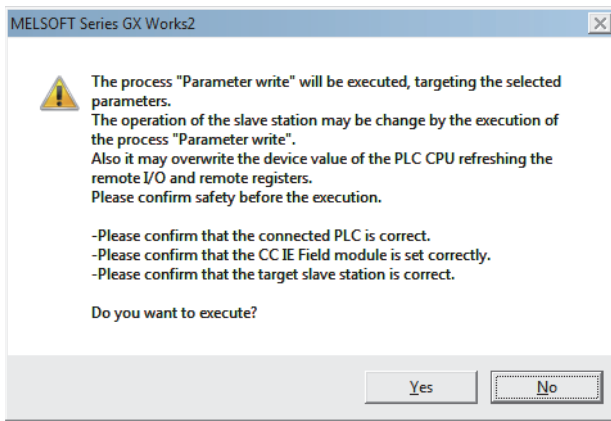 MELSOFT Series GX Works2
The process "Parameter write" will be executed, targeting the selected
parameters.
The operation of the slave station may be change by the execution of
the process "Parameter write".
Also it may overwrite the device value of the PLC CPU refreshing the
remote I/O and remote registers.
Please confirm safety before the execution.
-Please confirm that the connected PLC is correct.
-Please confirm that the CC IE Field module is set correctly.
-Please confirm that the target slave station is correct.
Do you want to execute?
Yes
No